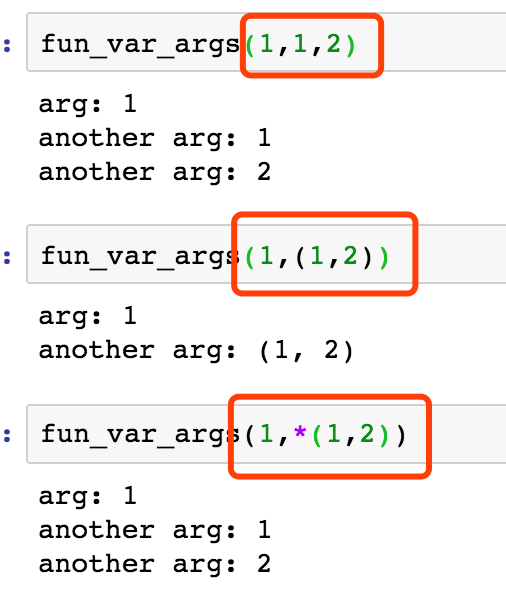 : fun_var_args(1,1,2)
arg: 1
another arg: 1
another arg: 2
: fun_var_args(1,(1,2))
arg: 1
another arg: (1, 2)
: fun_var_args(1,*(1,2))
arg: 1
another arg: 1
another arg: 2